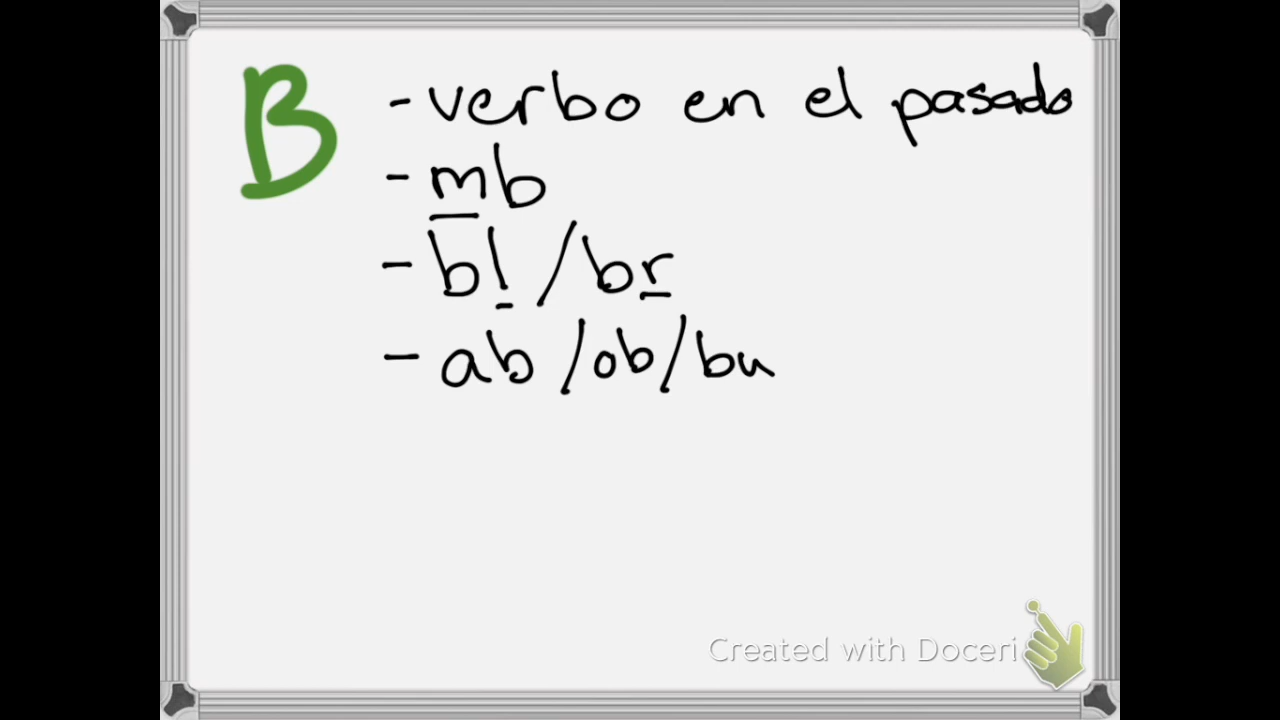 B - verbo en el pasado
- mb
- bl / br
- ab / ob / bu
Created with Doceri